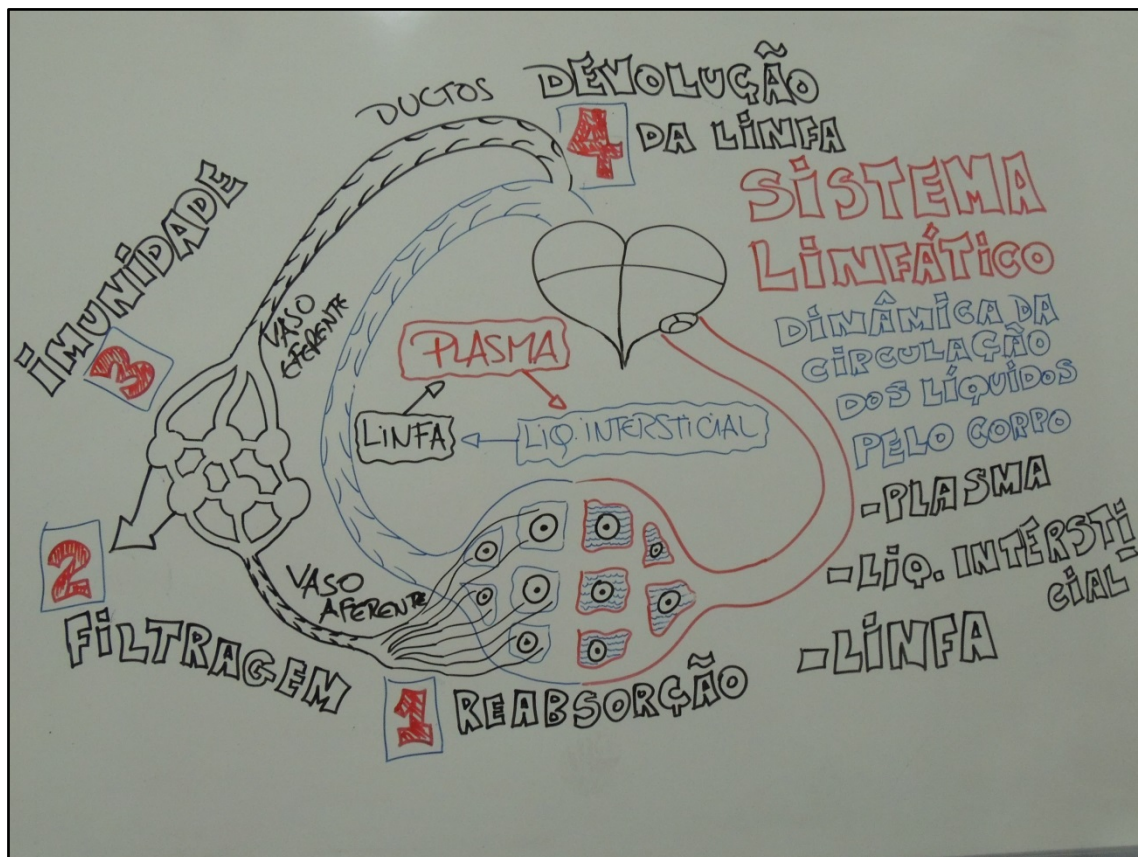 DUCTOS
DEVOLUÇÃO
4 DA LINFA
SISTEMA
LINFÁTICO
DINÂMICA DA
CIRCULAÇÃO
DOS LÍQUIDOS
PELO CORPO
-PLASMA
-LIQ. INTERSTI
CIAL
-LINFA
IMUNIDADE
3
VASO
EFERENTE
PLASMA
LINFA
LIQ. INTERSTICIAL
2
FILTRAGEM
VASO
AFERENTE
1 REABSORÇÃO